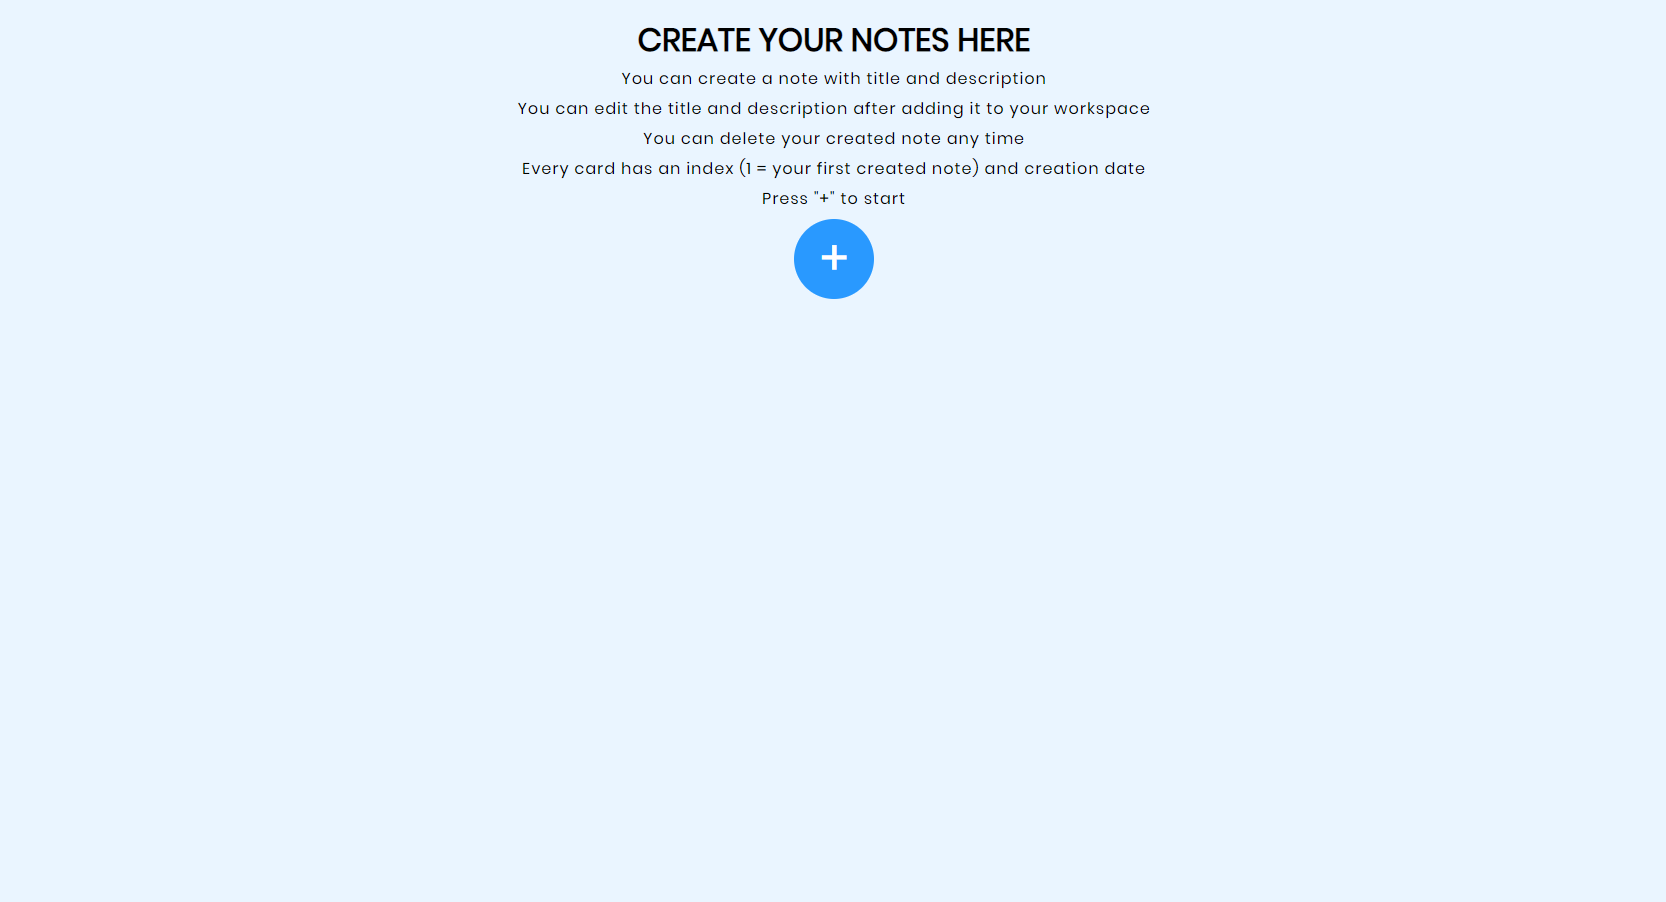 CREATE YOUR NOTES HERE
You can create a note with title and description
You can edit the title and description after adding it to your workspace
You can delete your created note any time
Every card has an index (1 = your first created note) and creation date
Press "+" to start
+